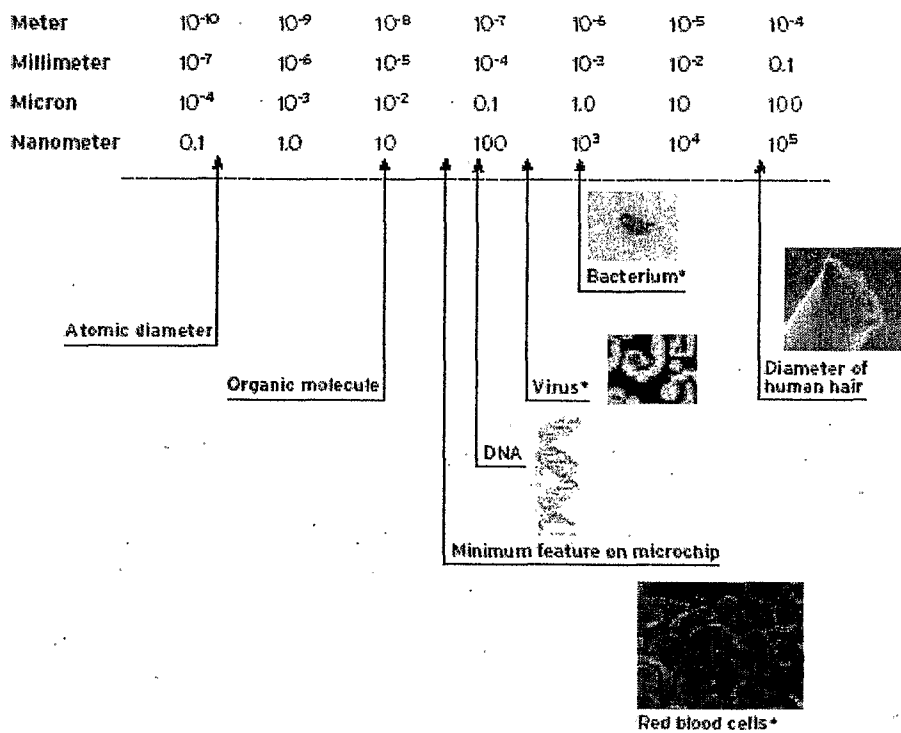 Meter 10⁻¹⁰ 10⁻⁹ 10⁻⁸ 10⁻⁷ 10⁻⁶ 10⁻⁵ 10⁻⁴
Millimeter 10⁻⁷ 10⁻⁶ 10⁻⁵ 10⁻⁴ 10⁻³ 10⁻² 0.1
Micron 10⁻⁴ 10⁻³ 10⁻² 0.1 1.0 10 100
Nanometer 0.1 1.0 10 100 10³ 10⁴ 10⁵
Bacterium*
Atomic diameter
Organic molecule
Virus*
Diameter of
human hair
DNA
Minimum feature on microchip
Red blood cells*